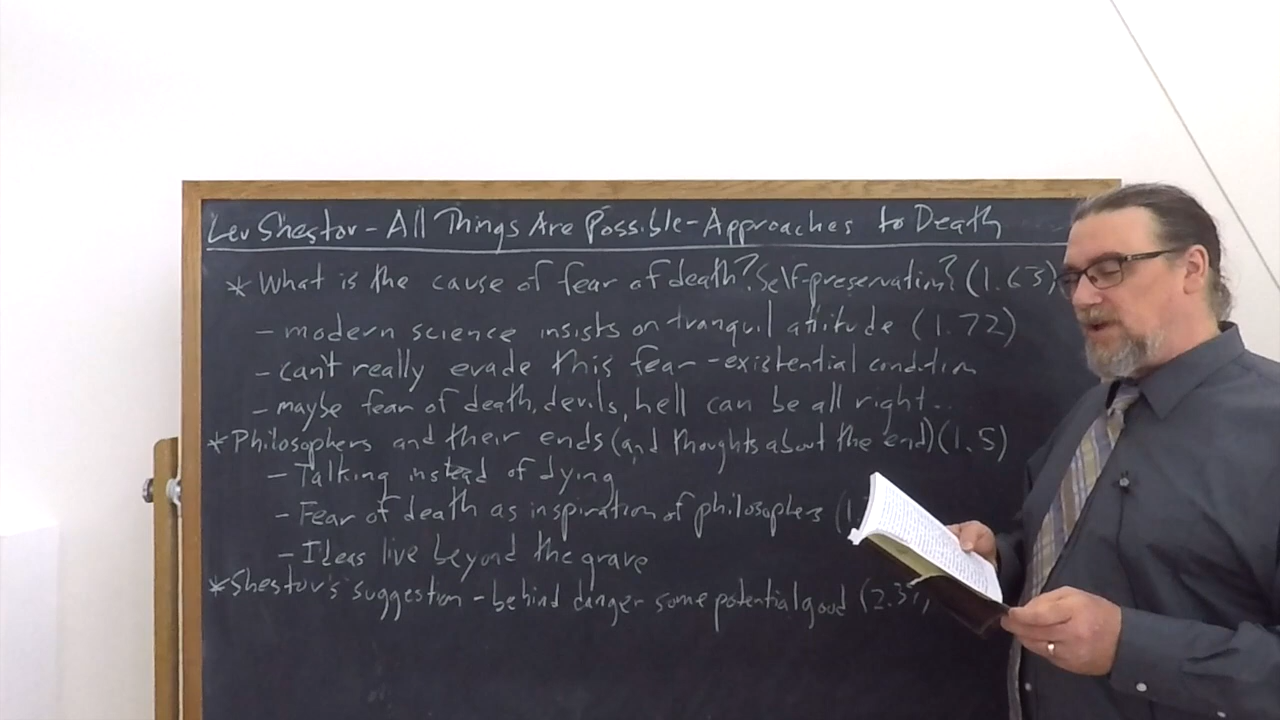 Lev Shestov - All Things Are Possible - Approaches to Death
* What is the cause of fear of death? Self-preservation? (1.63)
- modern science insists on tranquil attitude (1.72)
- can't really evade this fear - existential condition
- maybe fear of death, devils, hell can be all right...
* Philosophers and their ends (and thoughts about the end) (1.5)
- Talking instead of dying
- Fear of death as inspiration of philosophers (1
- Ideas live beyond the grave
* Shestov's suggestion - behind danger some potential good (2.3